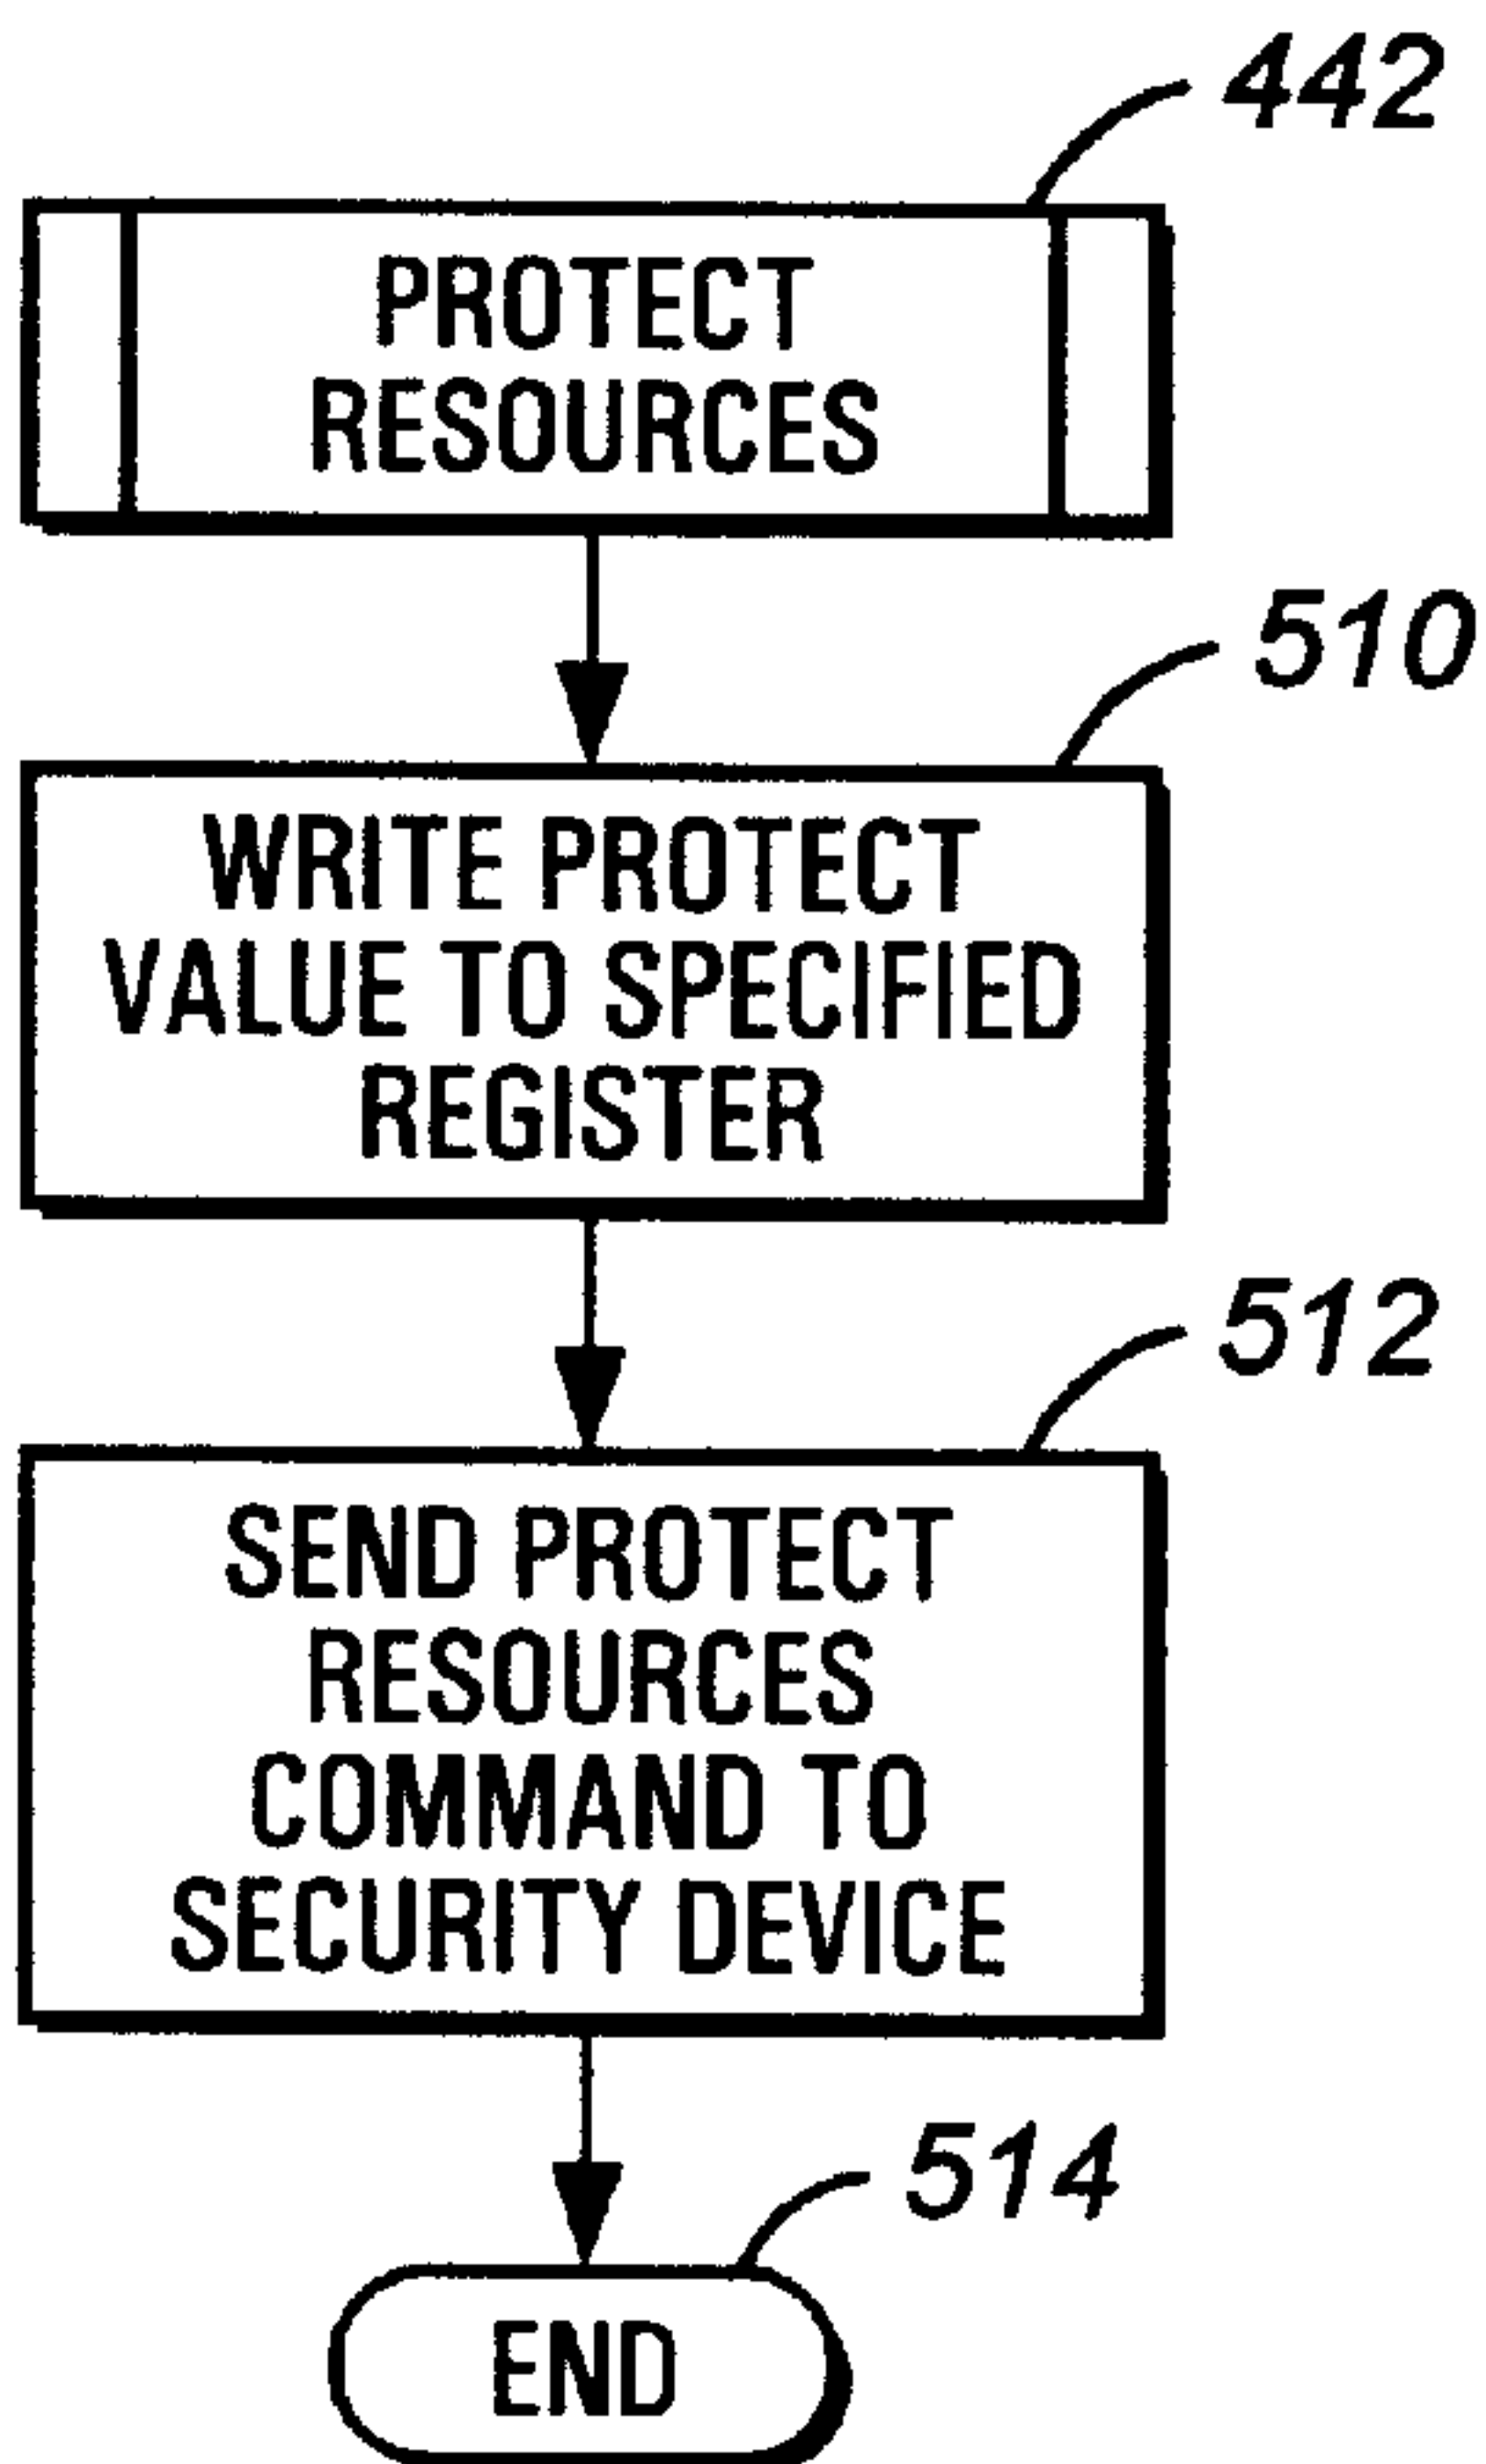 442
PROTECT
RESOURCES
510
WRITE PROTECT
VALUE TO SPECIFIED
REGISTER
512
SEND PROTECT
RESOURCES
COMMAND TO
SECURITY DEVICE
514
END